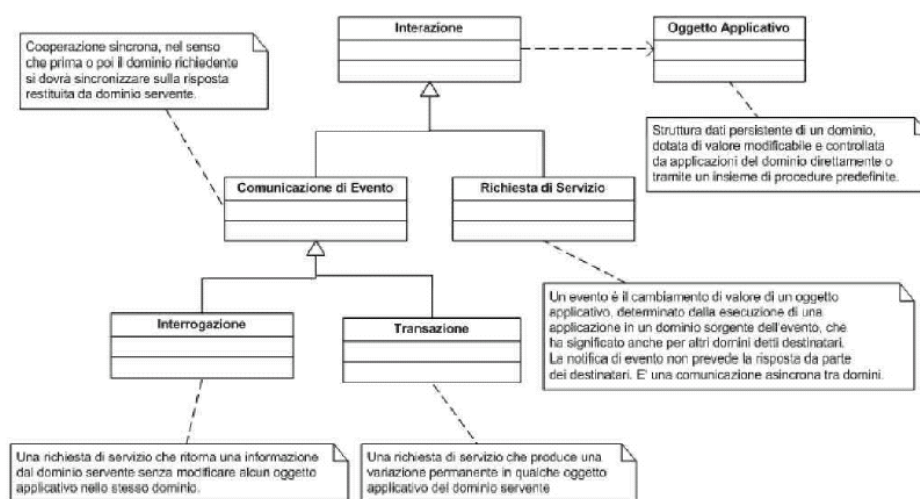 Interazione
Oggetto Applicativo
Cooperazione sincrona, nel senso
che prima o poi il dominio richiedente
si dovrà sincronizzare sulla risposta
restituita da dominio servente.
Struttura dati persistente di un dominio,
dotata di valore modificabile e controllata
da applicazioni del dominio direttamente o
tramite un insieme di procedure predefinite.
Comunicazione di Evento
Richiesta di Servizio
Un evento è il cambiamento di valore di un oggetto
applicativo, determinato dalla esecuzione di una
applicazione in un dominio sorgente dell'evento, che
ha significato anche per altri domini detti destinatari.
La notifica di evento non prevede la risposta da parte
dei destinatari. E' una comunicazione asincrona tra domini.
Interrogazione
Transazione
Una richiesta di servizio che ritorna una informazione
dal dominio servente senza modificare alcun oggetto
applicativo nello stesso dominio.
Una richiesta di servizio che produce una
variazione permanente in qualche oggetto
applicativo del dominio servente